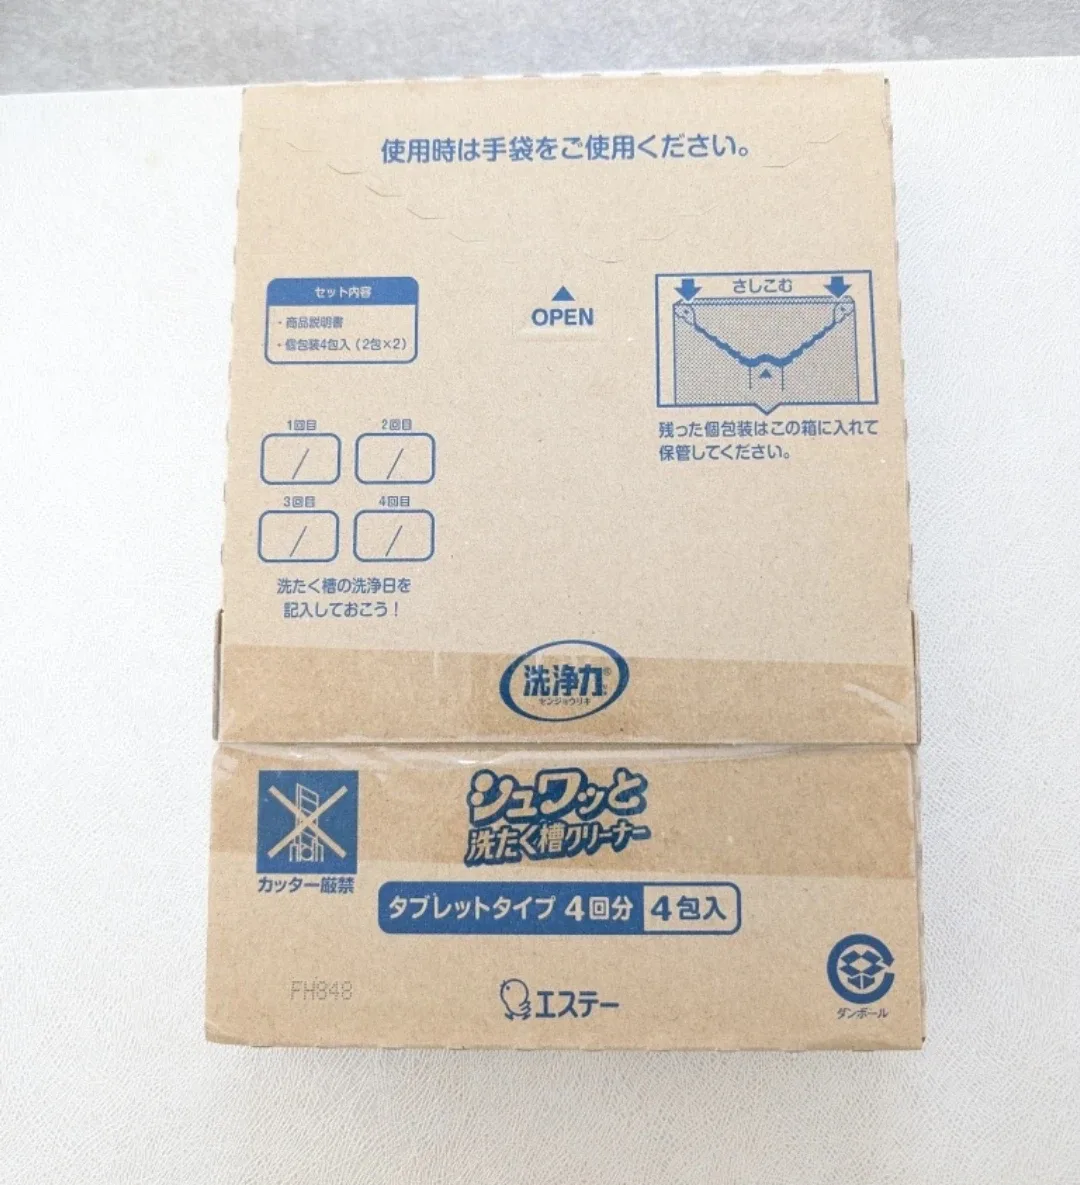 使用時は手袋をご使用ください。
セット内容
・商品説明書
・個包装4包入(2包×2)
OPEN
さしこむ
残った個包装はこの箱に入れて
保管してください。
1回目
2回目
3回目
4回目
洗たく槽の洗浄日を
記入しておこう!
洗浄力®
センジョウリキ
シュワッと
洗たく槽クリーナー
カッター厳禁
タブレットタイプ 4回分 4包入
FH848
エステー
ダンボール